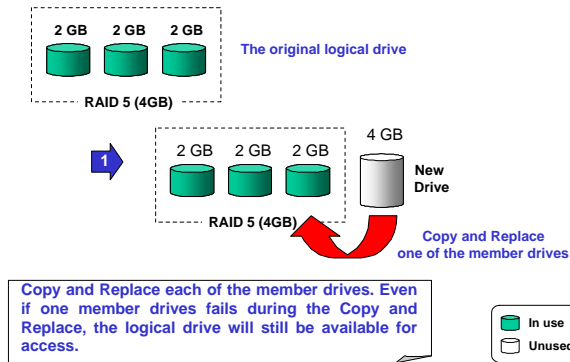 2 GB 2 GB 2 GB
The original logical drive
RAID 5 (4GB)
1
2 GB 2 GB 2 GB
4 GB
New
Drive
RAID 5 (4GB)
Copy and Replace
one of the member drives
Copy and Replace each of the member drives. Even
if one member drives fails during the Copy and
Replace, the logical drive will still be available for
access.
In use
Unused